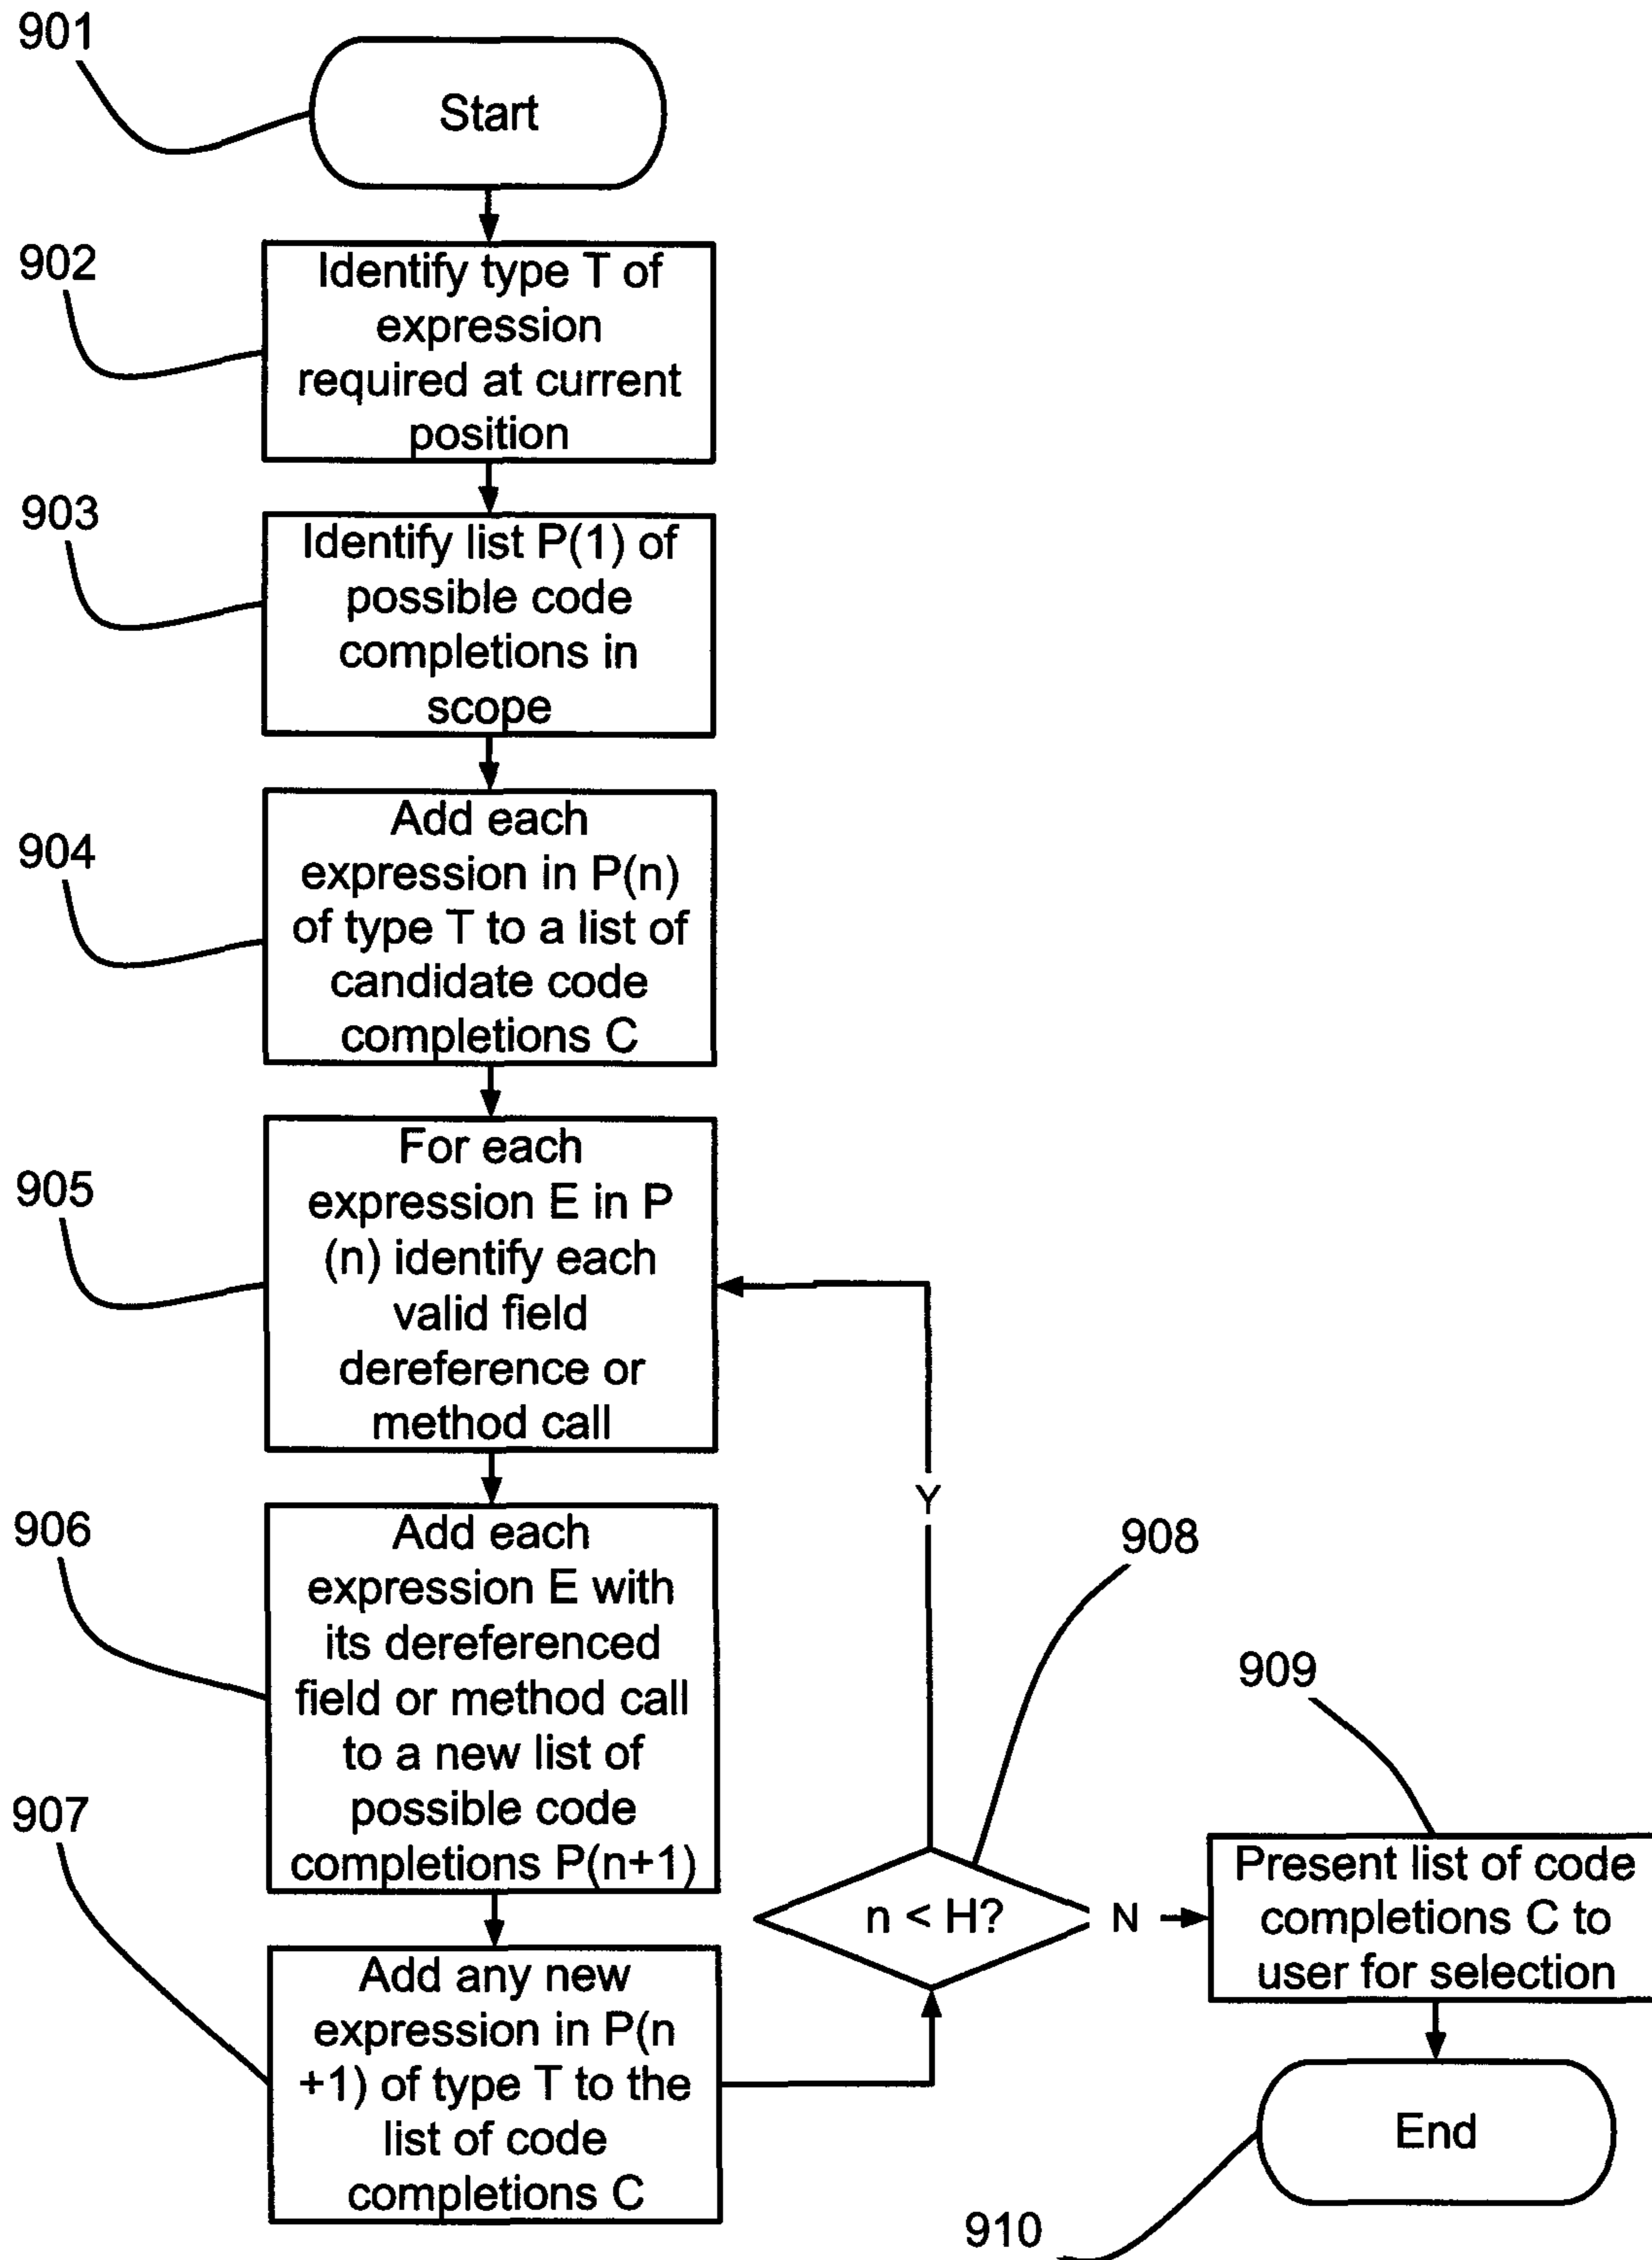 901
Start
902
Identify type T of
expression
required at current
position
903
Identify list P(1) of
possible code
completions in
scope
904
Add each
expression in P(n)
of type T to a list of
candidate code
completions C
905
For each
expression E in P
(n) identify each
valid field
dereference or
method call
906
Add each
expression E with
its dereferenced
field or method call
to a new list of
possible code
completions P(n+1)
907
Add any new
expression in P(n
+1) of type T to the
list of code
completions C
Y
908
n < H?
N
909
Present list of code
completions C to
user for selection
End
910